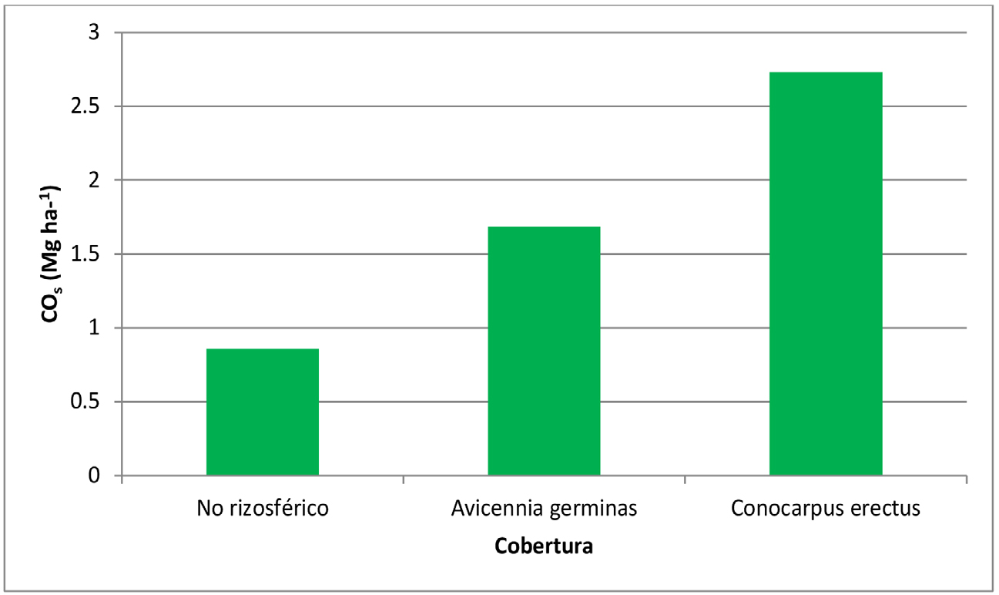 3
2.5
2
1.5
1
0.5
0
COₛ (Mg ha-¹)
No rizosférico Avicennia germinas Conocarpus erectus
Cobertura